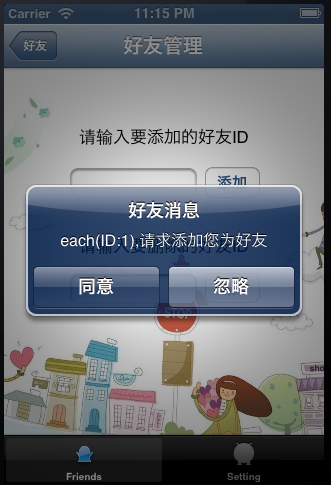 Carrier 11:15 PM
好友 好友管理
请输入要添加的好友ID
添加
好友消息
each(ID:1),请求添加您为好友
同意 忽略
STOP
Friends Setting